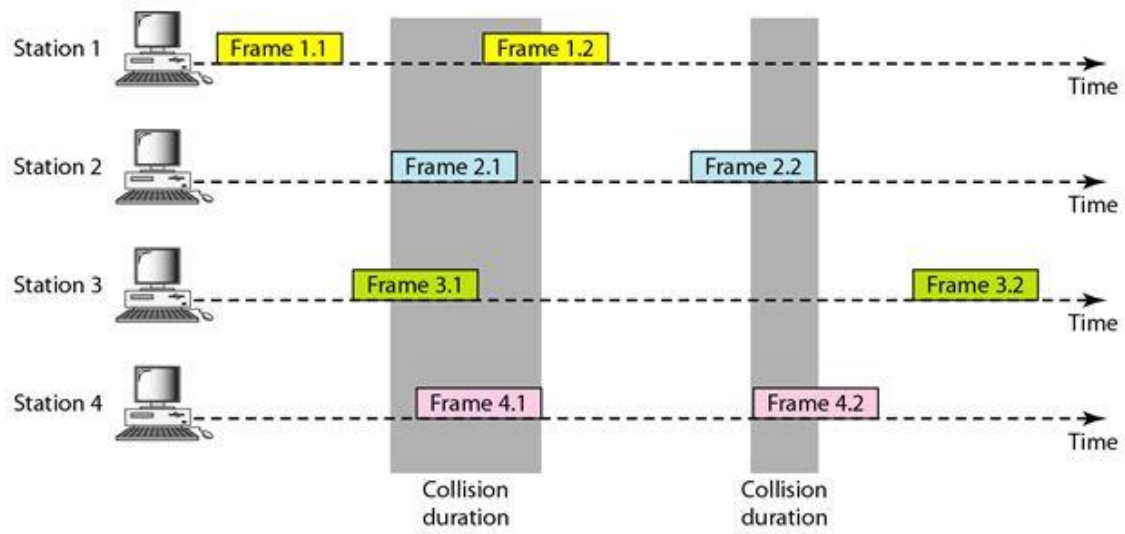 Station 1
Frame 1.1
Frame 1.2
Time
Station 2
Frame 2.1
Frame 2.2
Time
Station 3
Frame 3.1
Frame 3.2
Time
Station 4
Frame 4.1
Frame 4.2
Time
Collision
duration
Collision
duration